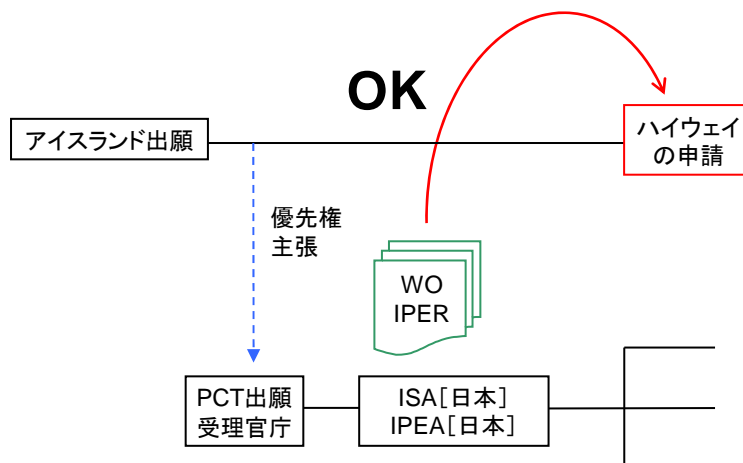 OK
アイスランド出願
ハイウェイ
の申請
優先権
主張
WO
IPER
PCT出願
受理官庁
ISA[日本]
IPEA[日本]